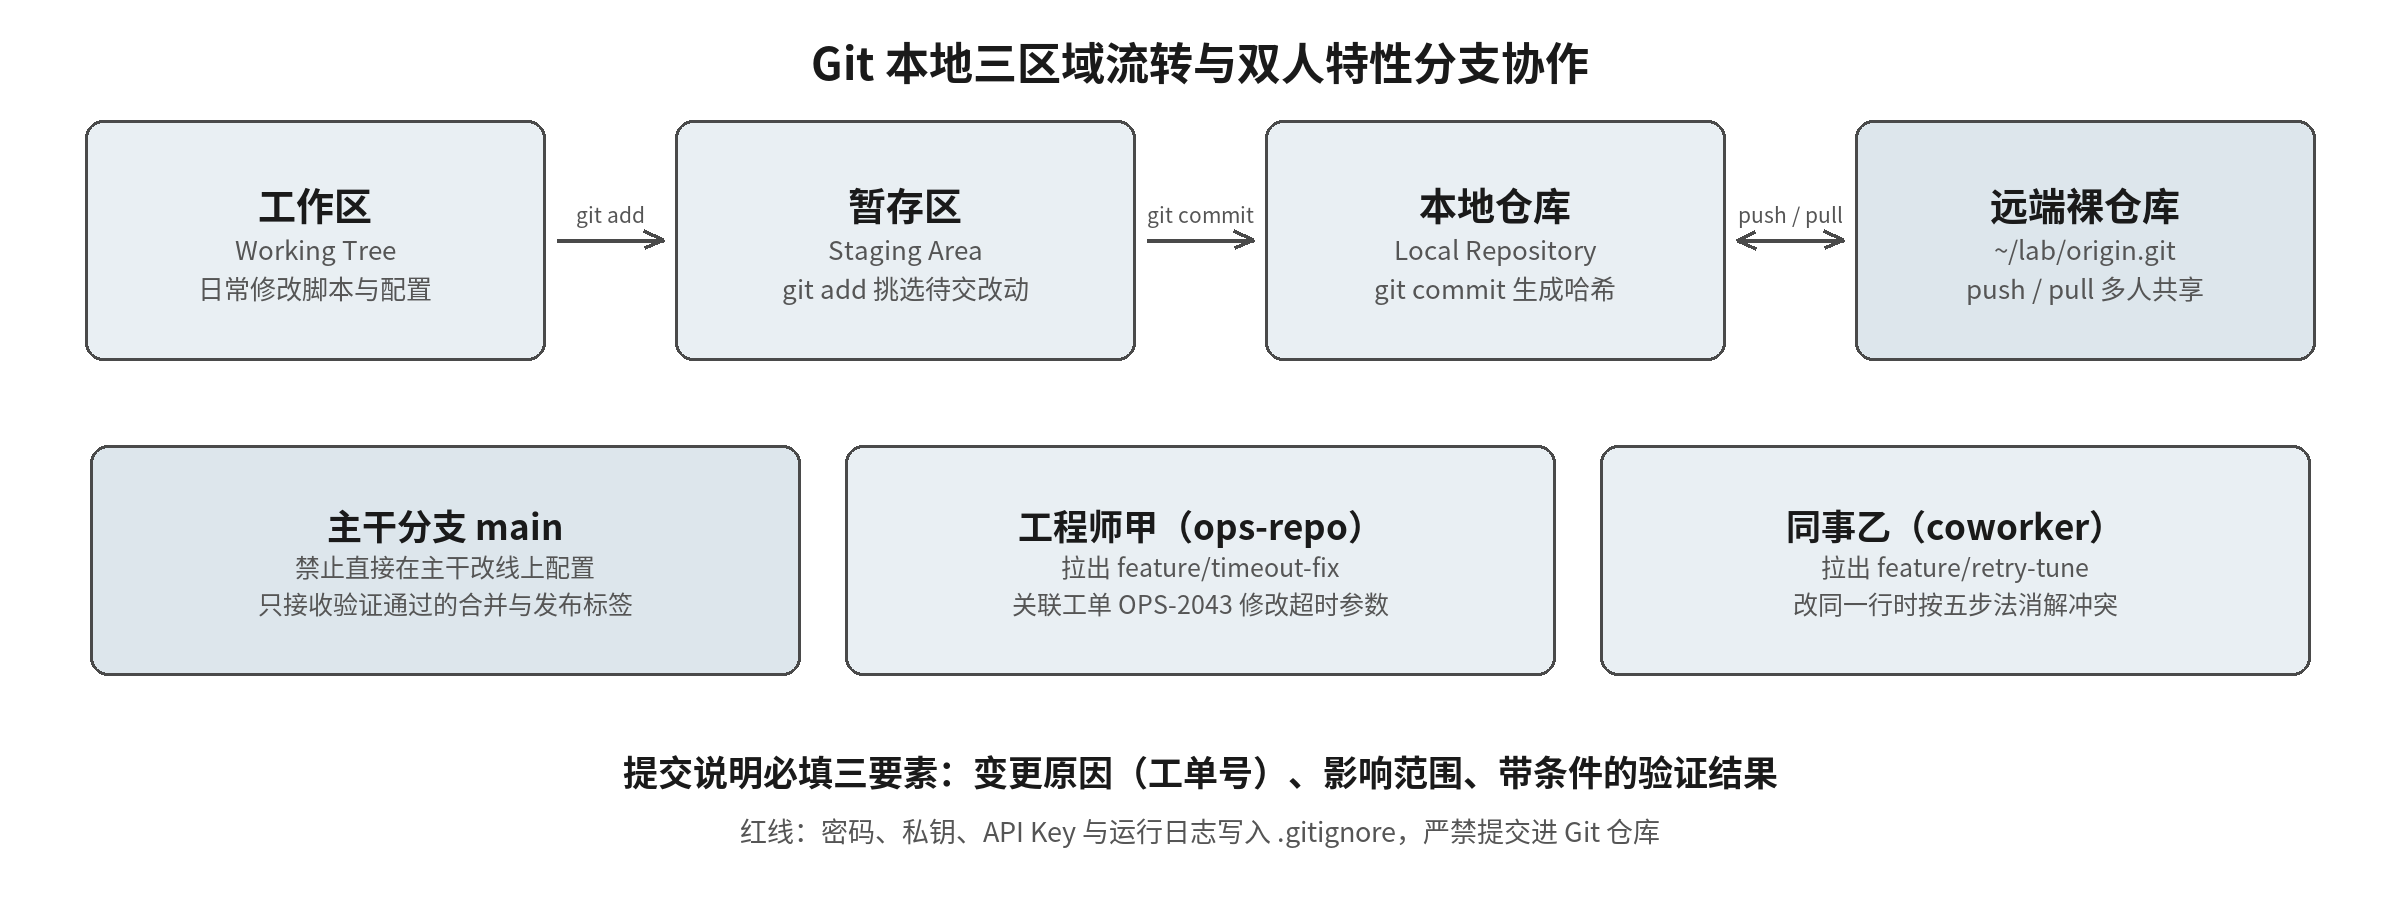 Git 本地三区域流转与双人特性分支协作
工作区
Working Tree
日常修改脚本与配置
git add
暂存区
Staging Area
git add 挑选待交改动
git commit
本地仓库
Local Repository
git commit 生成哈希
push / pull
远端裸仓库
~/lab/origin.git
push / pull 多人共享
主干分支 main
禁止直接在主干改线上配置
只接收验证通过的合并与发布标签
工程师甲（ops-repo）
拉出 feature/timeout-fix
关联工单 OPS-2043 修改超时参数
同事乙（coworker）
拉出 feature/retry-tune
改同一行时按五步法消解冲突
提交说明必填三要素：变更原因（工单号）、影响范围、带条件的验证结果
红线：密码、私钥、API Key 与运行日志写入 .gitignore，严禁提交进 Git 仓库